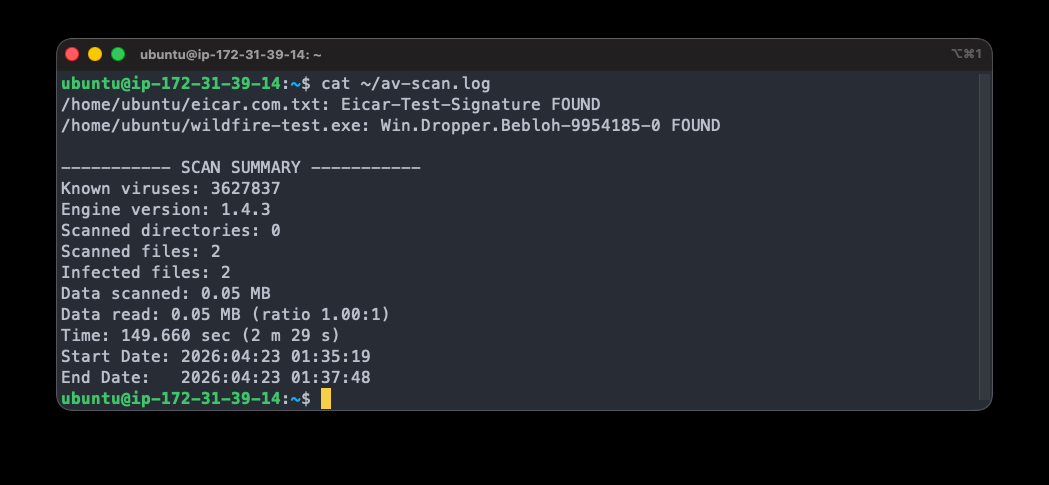 ubuntu@ip-172-31-39-14: ~
⌥⌘1
ubuntu@ip-172-31-39-14:~$ cat ~/av-scan.log
/home/ubuntu/eicar.com.txt: Eicar-Test-Signature FOUND
/home/ubuntu/wildfire-test.exe: Win.Dropper.Bebloh-9954185-0 FOUND

----------- SCAN SUMMARY -----------
Known viruses: 3627837
Engine version: 1.4.3
Scanned directories: 0
Scanned files: 2
Infected files: 2
Data scanned: 0.05 MB
Data read: 0.05 MB (ratio 1.00:1)
Time: 149.660 sec (2 m 29 s)
Start Date: 2026:04:23 01:35:19
End Date:   2026:04:23 01:37:48
ubuntu@ip-172-31-39-14:~$